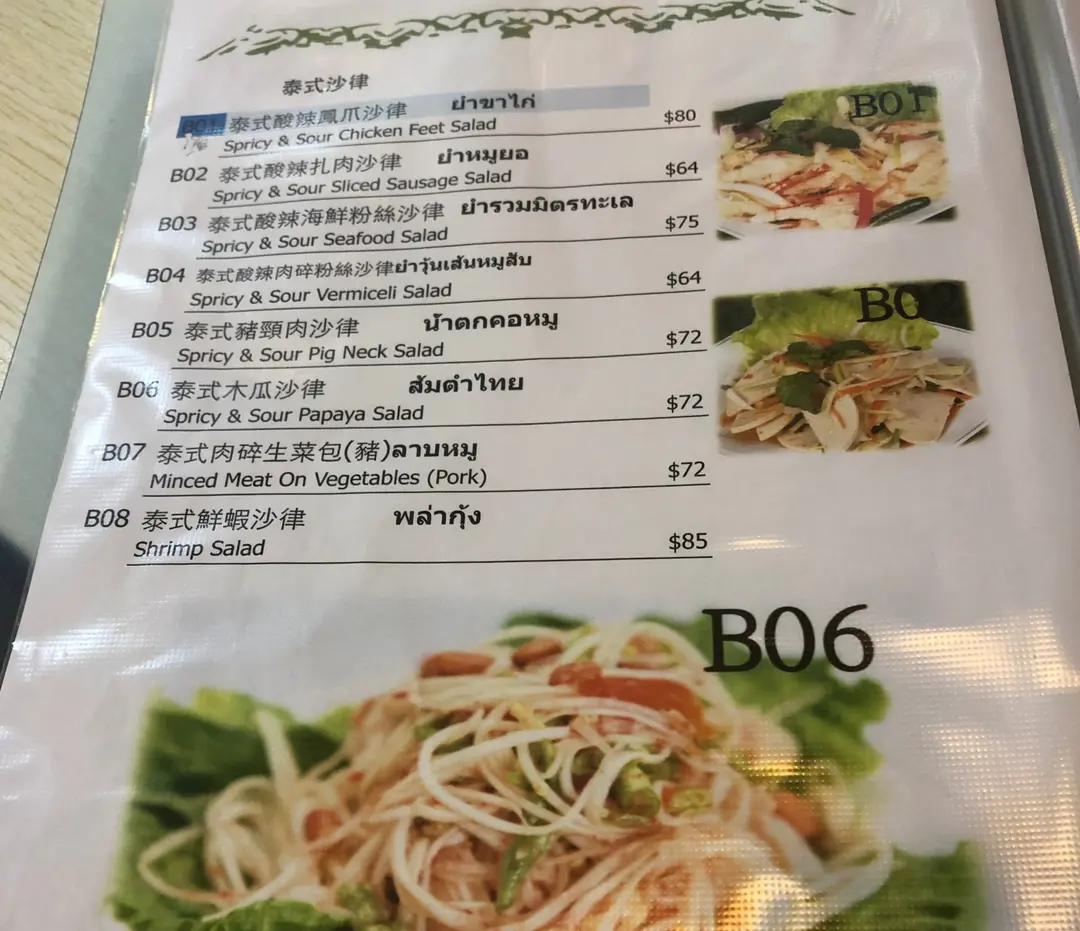 泰式沙律
B01 泰式酸辣鳳爪沙律 ยำขาไก่
Spricy & Sour Chicken Feet Salad $80
B02 泰式酸辣扎肉沙律 ยำหมูยอ
Spricy & Sour Sliced Sausage Salad $64
B03 泰式酸辣海鮮粉絲沙律 ยำรวมมิตรทะเล
Spricy & Sour Seafood Salad $75
B04 泰式酸辣肉碎粉絲沙律ยำวุ้นเส้นหมูสับ
Spricy & Sour Vermiceli Salad $64
B05 泰式豬頸肉沙律 น้ำตกคอหมู
Spricy & Sour Pig Neck Salad $72
B06 泰式木瓜沙律 ส้มตำไทย
Spricy & Sour Papaya Salad $72
B07 泰式肉碎生菜包(豬)ลาบหมู
Minced Meat On Vegetables (Pork) $72
B08 泰式鮮蝦沙律 พล่ากุ้ง
Shrimp Salad $85
B01
B02
B06